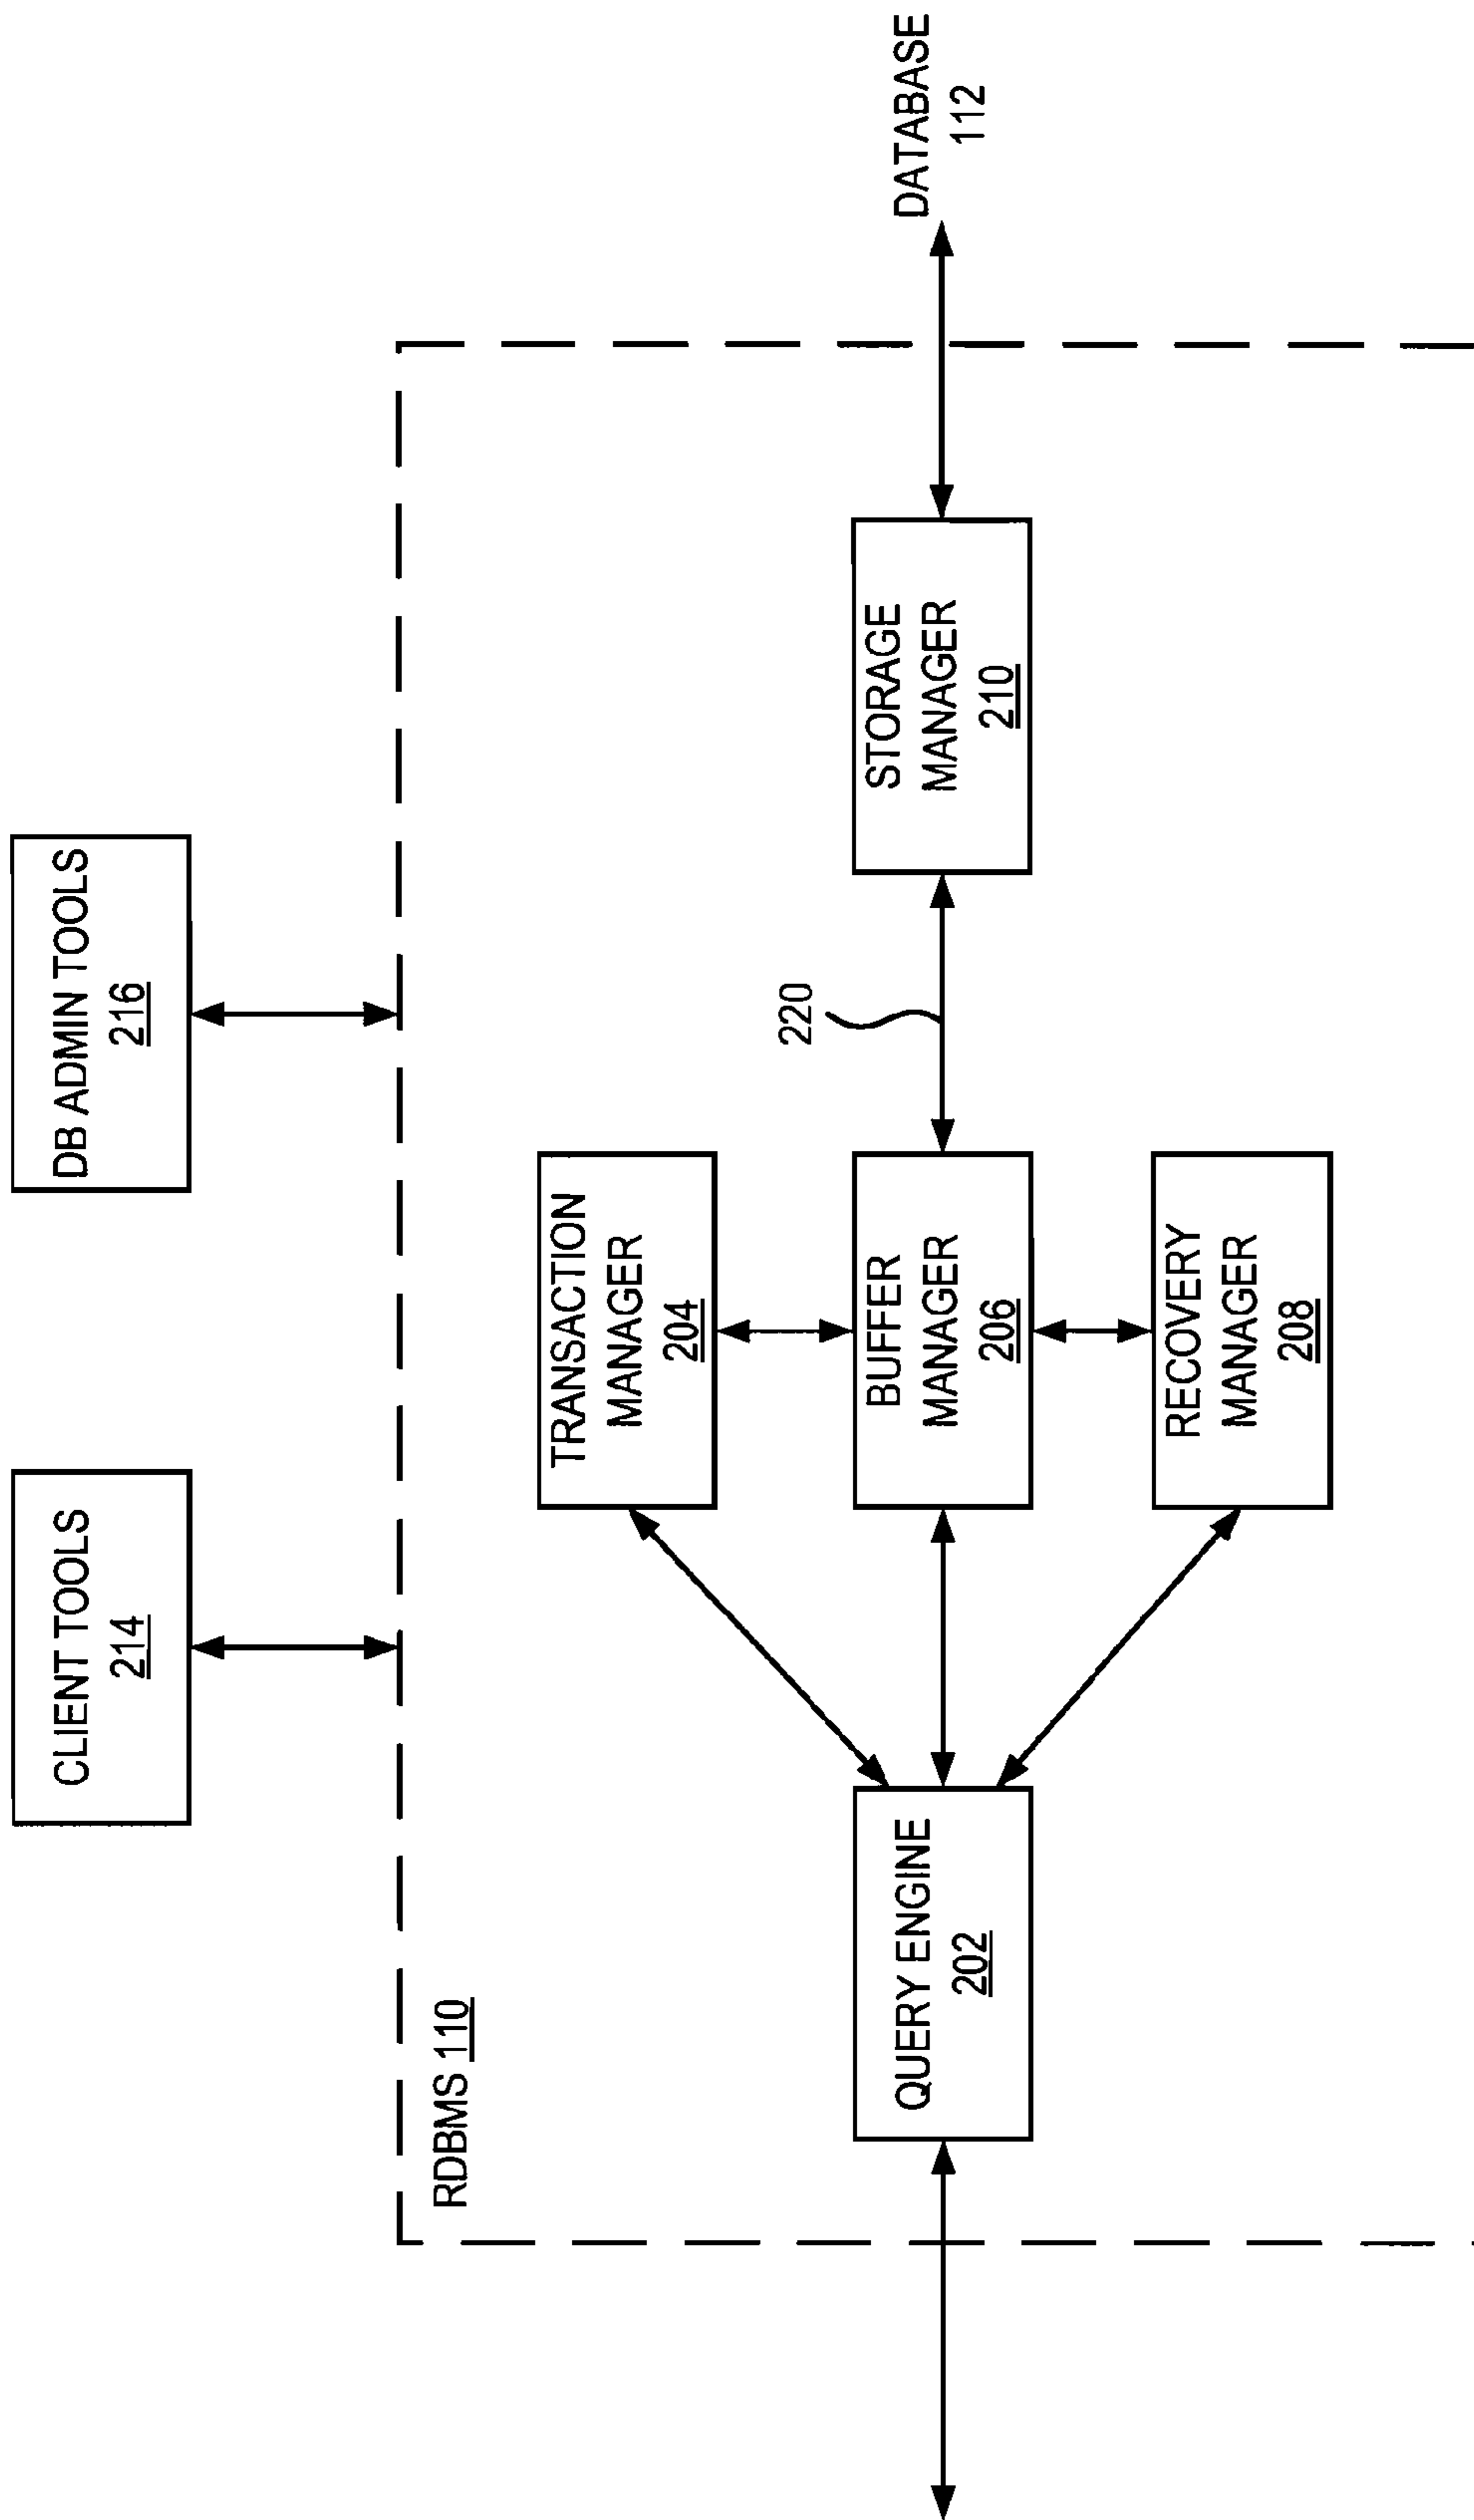 CLIENT TOOLS
214
DB ADMIN TOOLS
216
RDBMS 110
TRANSACTION
MANAGER
204
QUERY ENGINE
202
BUFFER
MANAGER
206
220
STORAGE
MANAGER
210
DATABASE
112
RECOVERY
MANAGER
208